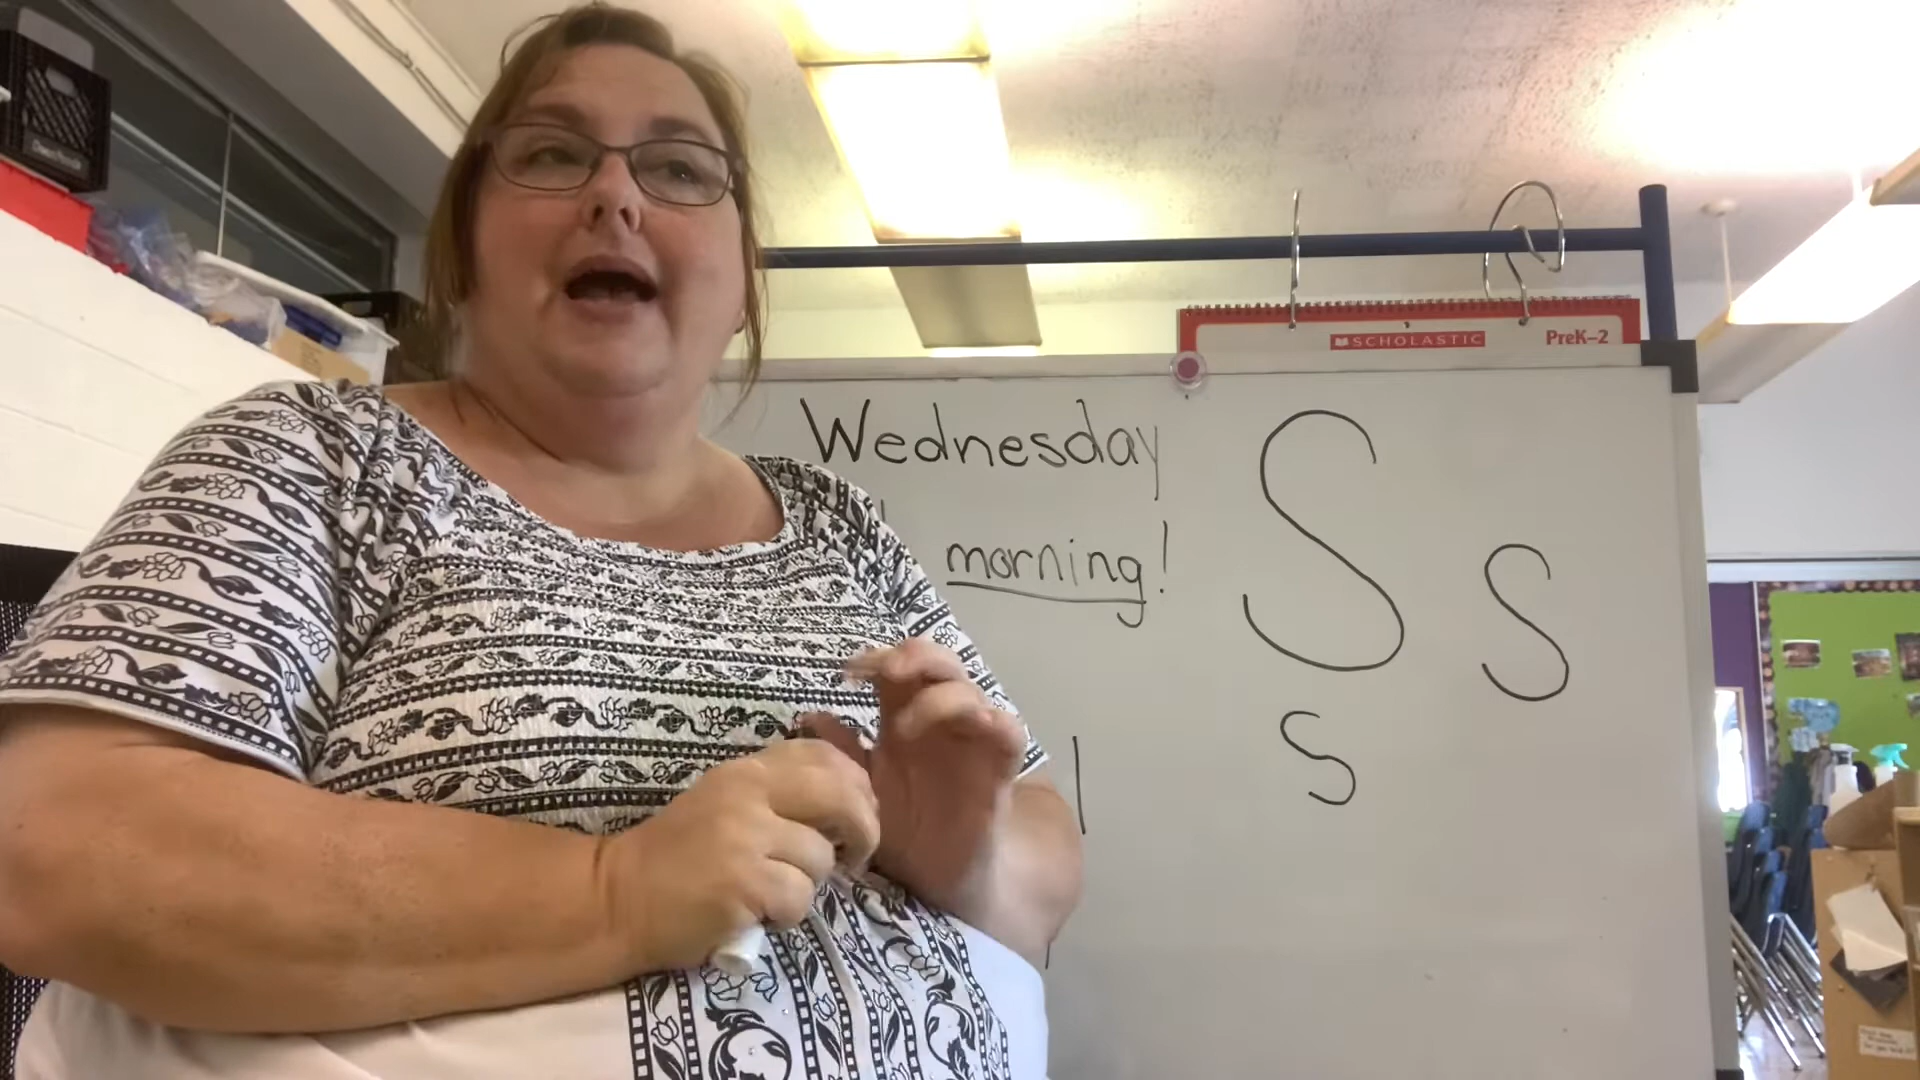 SCHOLASTIC PreK–2
Wednesday
morning!
S s
s